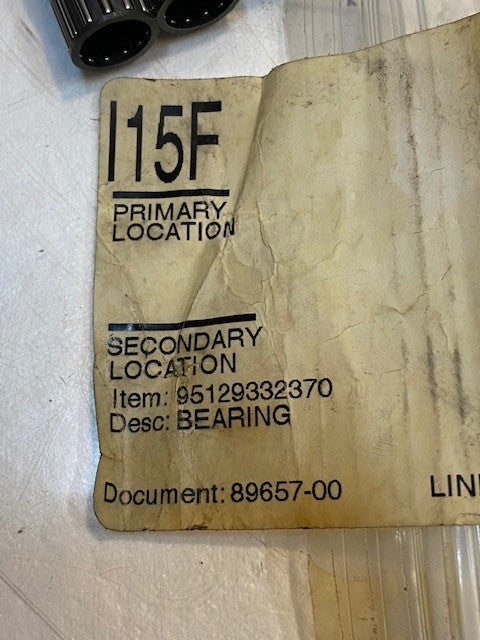 I15F
PRIMARY
LOCATION
SECONDARY
LOCATION
Item: 95129332370
Desc: BEARING
Document: 89657-00 LIN